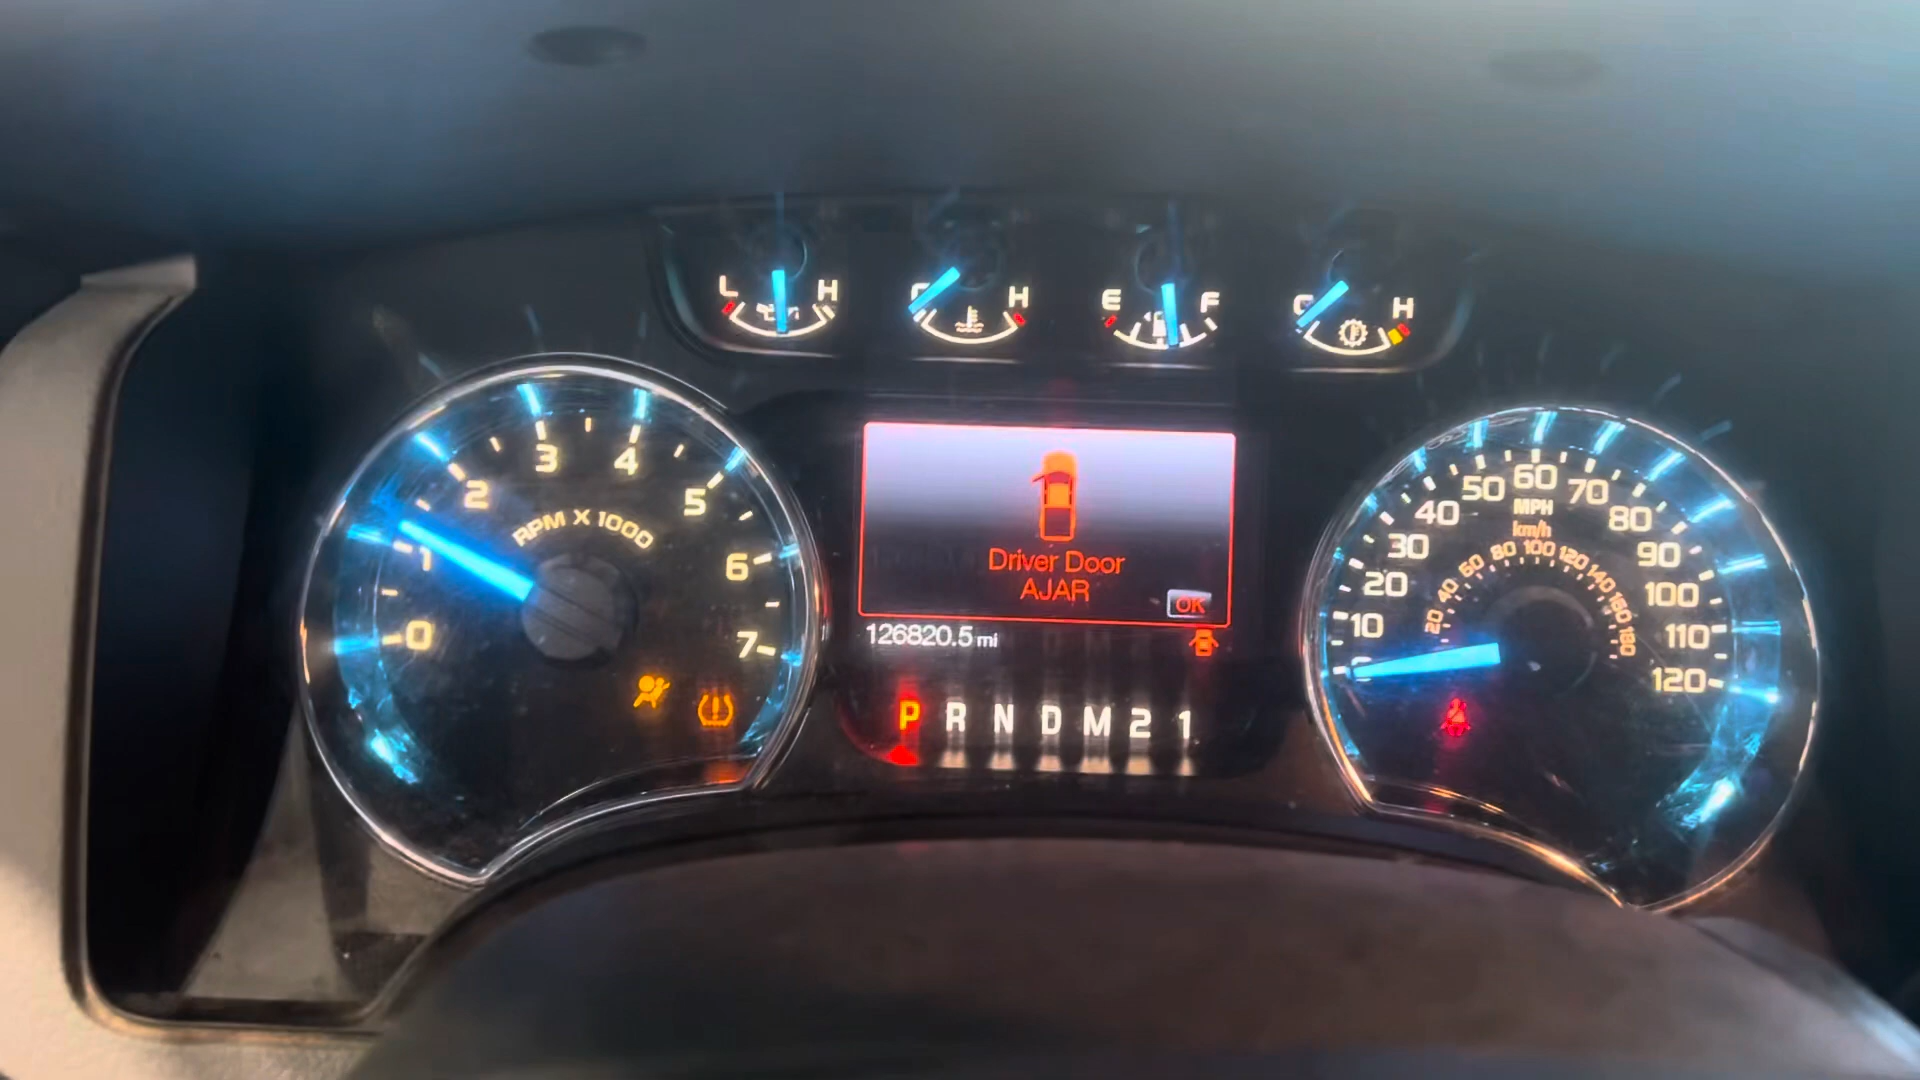 L H
C H
E F
C H
0 1 2 3 4 5 6 7
RPM X 1000
Driver Door
AJAR
OK
126820.5 mi
P R N D M 2 1
0 10 20 30 40 50 60 70 80 90 100 110 120
MPH
km/h
20 40 60 80 100 120 140 160 180